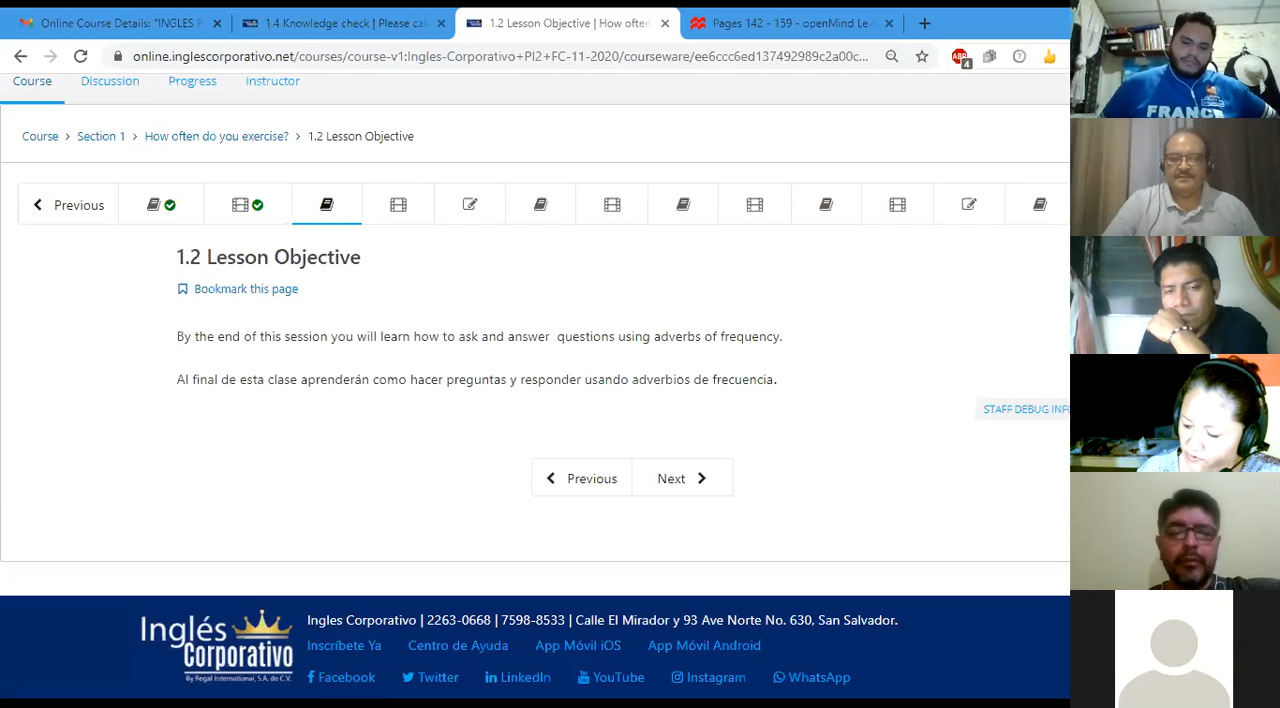 Online Course Details: "INGLES P
1.4 Knowledge check | Please cal
1.2 Lesson Objective | How often
Pages 142 - 159 - openMind Le
online.inglescorporativo.net/courses/course-v1:Ingles_Corporativo+PI2+FC-11-2020/courseware/ee6ccc6ed137492989c2a00c...
ABP
4
Course Discussion Progress Instructor
Course > Section 1 > How often do you exercise? > 1.2 Lesson Objective
Previous
1.2 Lesson Objective
Bookmark this page
By the end of this session you will learn how to ask and answer questions using adverbs of frequency.
Al final de esta clase aprenderán como hacer preguntas y responder usando adverbios de frecuencia.
STAFF DEBUG INFO
Previous Next
Inglés
Corporativo
By Regal International, S.A. de C.V.
Ingles Corporativo | 2263-0668 | 7598-8533 | Calle El Mirador y 93 Ave Norte No. 630, San Salvador.
Inscríbete Ya Centro de Ayuda App Móvil iOS App Móvil Android
Facebook Twitter LinkedIn YouTube Instagram WhatsApp
FRANCE